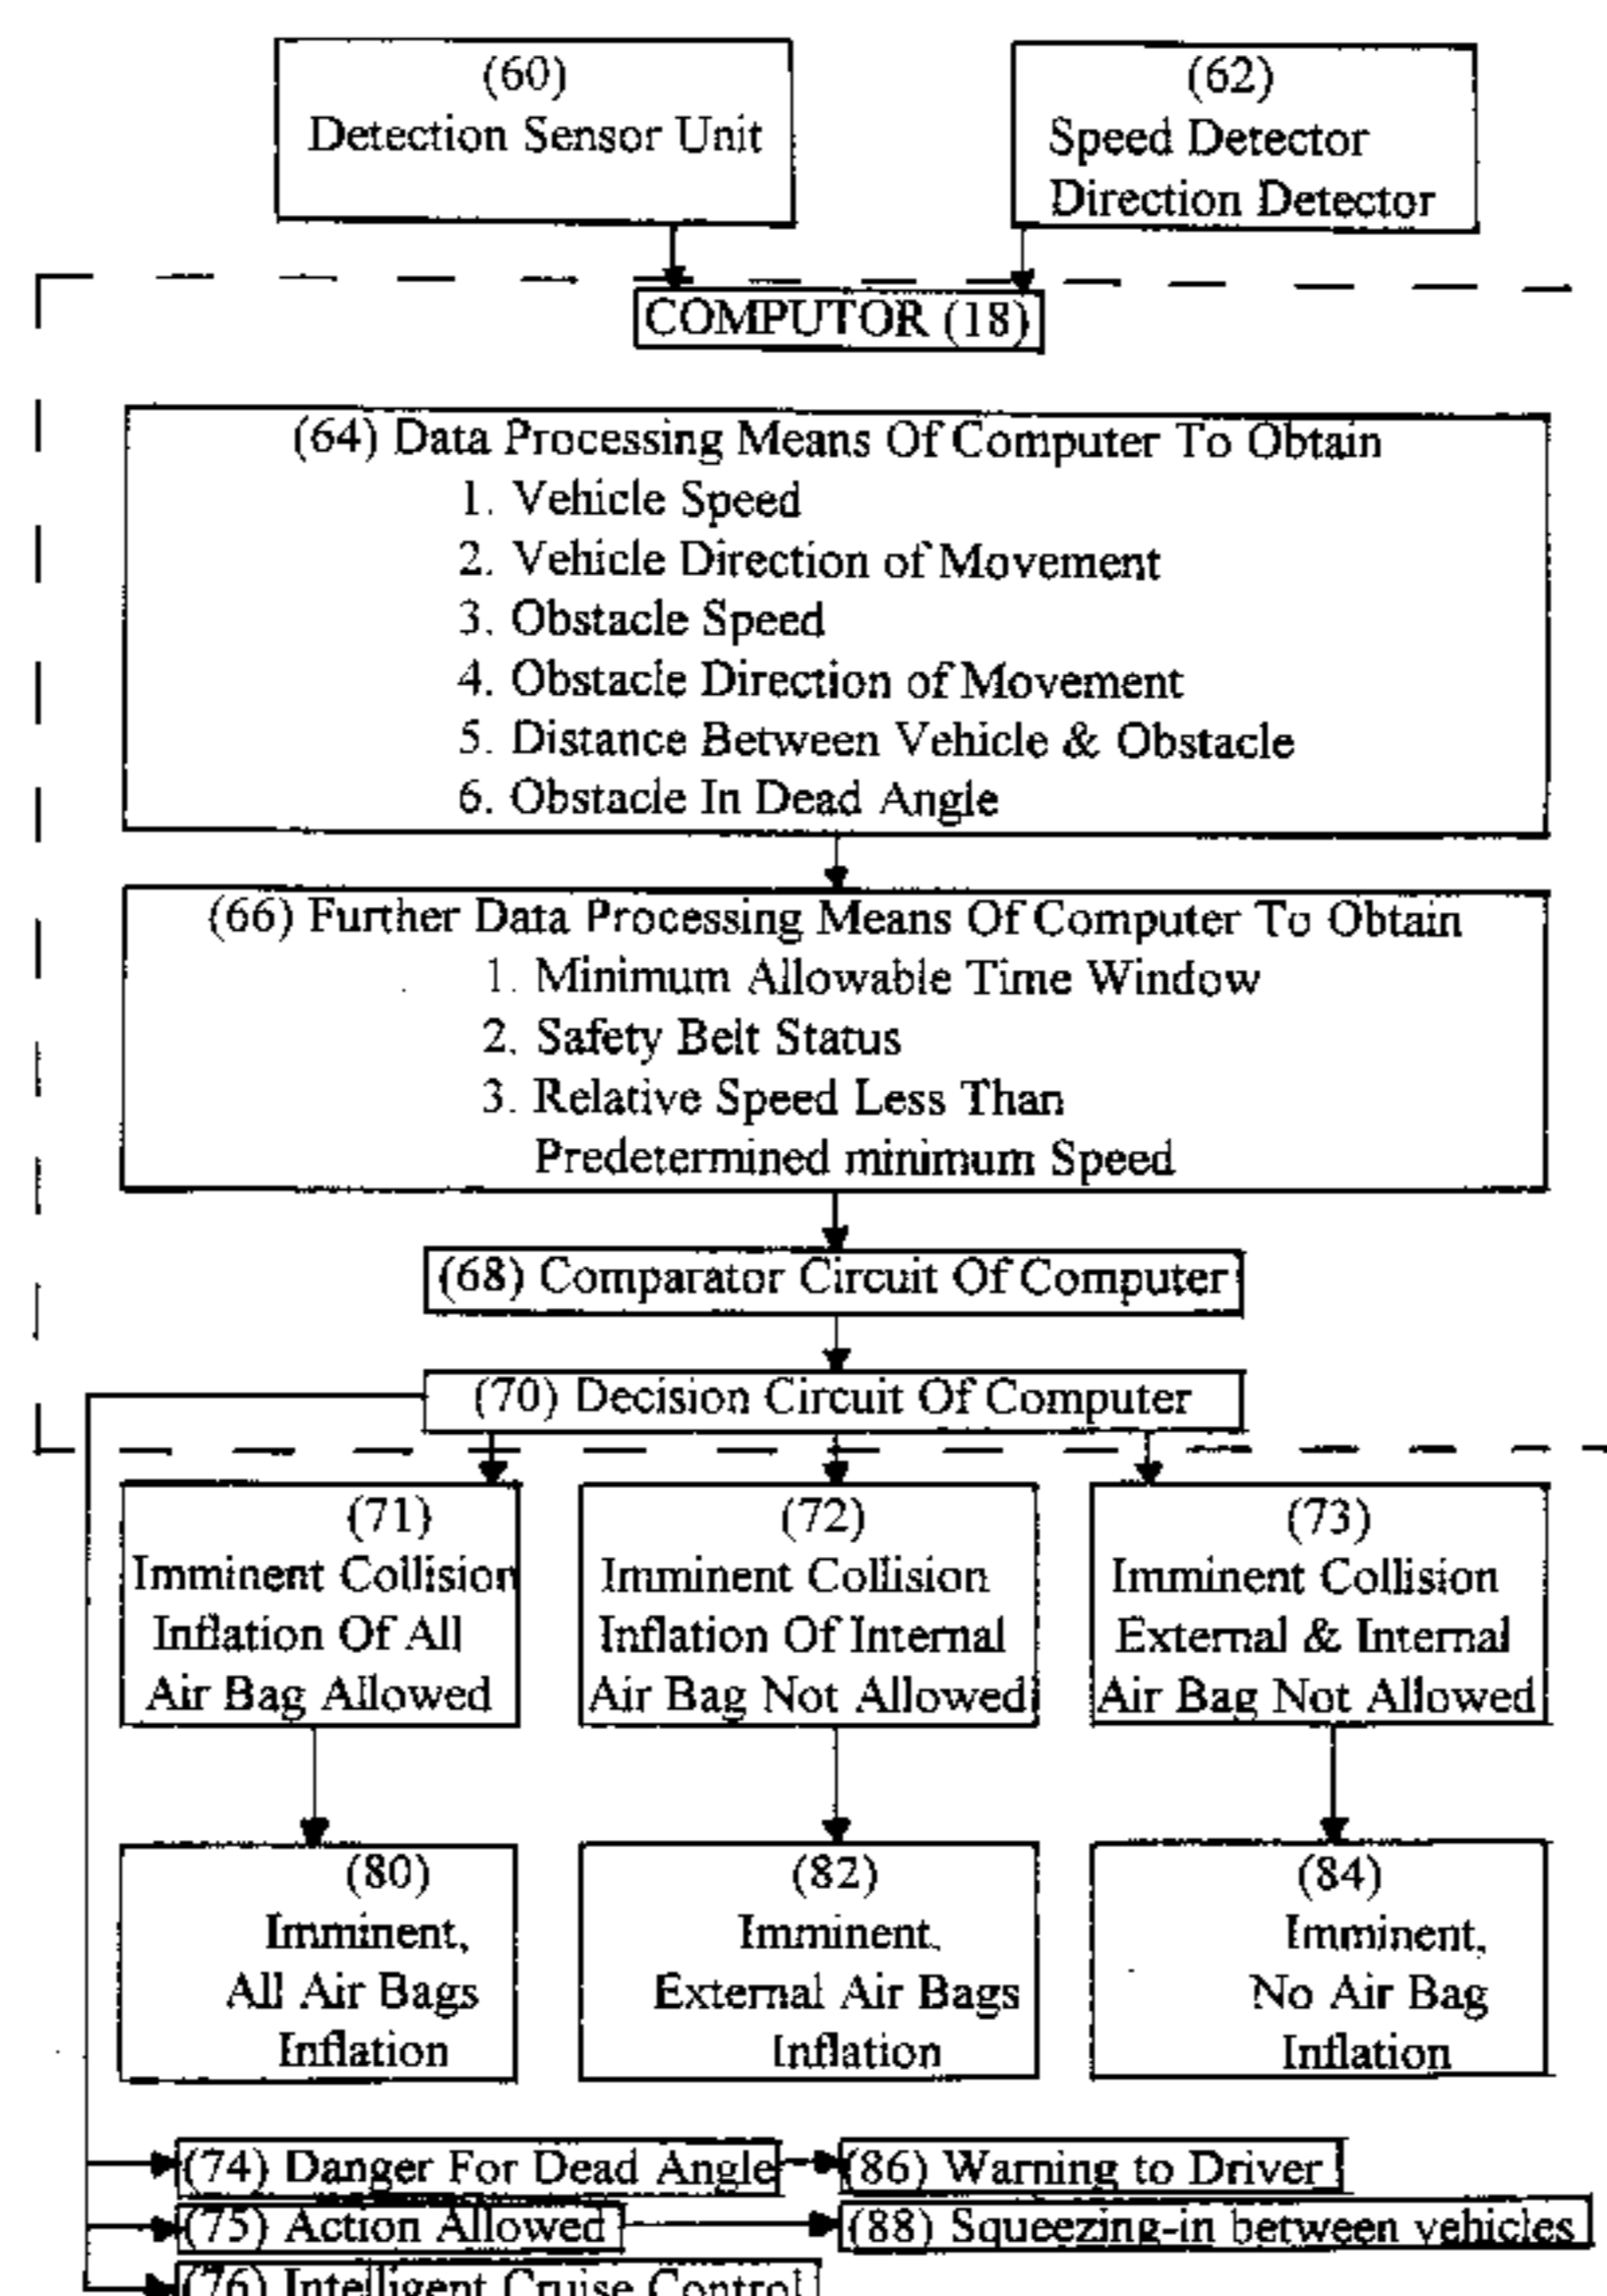 (60)
Detection Sensor Unit
(62)
Speed Detector
Direction Detector
COMPUTOR (18)
(64) Data Processing Means Of Computer To Obtain
1. Vehicle Speed
2. Vehicle Direction of Movement
3. Obstacle Speed
4. Obstacle Direction of Movement
5. Distance Between Vehicle & Obstacle
6. Obstacle In Dead Angle
(66) Further Data Processing Means Of Computer To Obtain
1. Minimum Allowable Time Window
2. Safety Belt Status
3. Relative Speed Less Than
Predetermined minimum Speed
(68) Comparator Circuit Of Computer
(70) Decision Circuit Of Computer
(71)
Imminent Collision
Inflation Of All
Air Bag Allowed
(72)
Imminent Collision
Inflation Of Internal
Air Bag Not Allowed
(73)
Imminent Collision
External & Internal
Air Bag Not Allowed
(80)
Imminent,
All Air Bags
Inflation
(82)
Imminent,
External Air Bags
Inflation
(84)
Imminent,
No Air Bag
Inflation
(74) Danger For Dead Angle
(86) Warning to Driver
(75) Action Allowed
(88) Squeezing-in between vehicles
(76) Intelligent Cruise Control